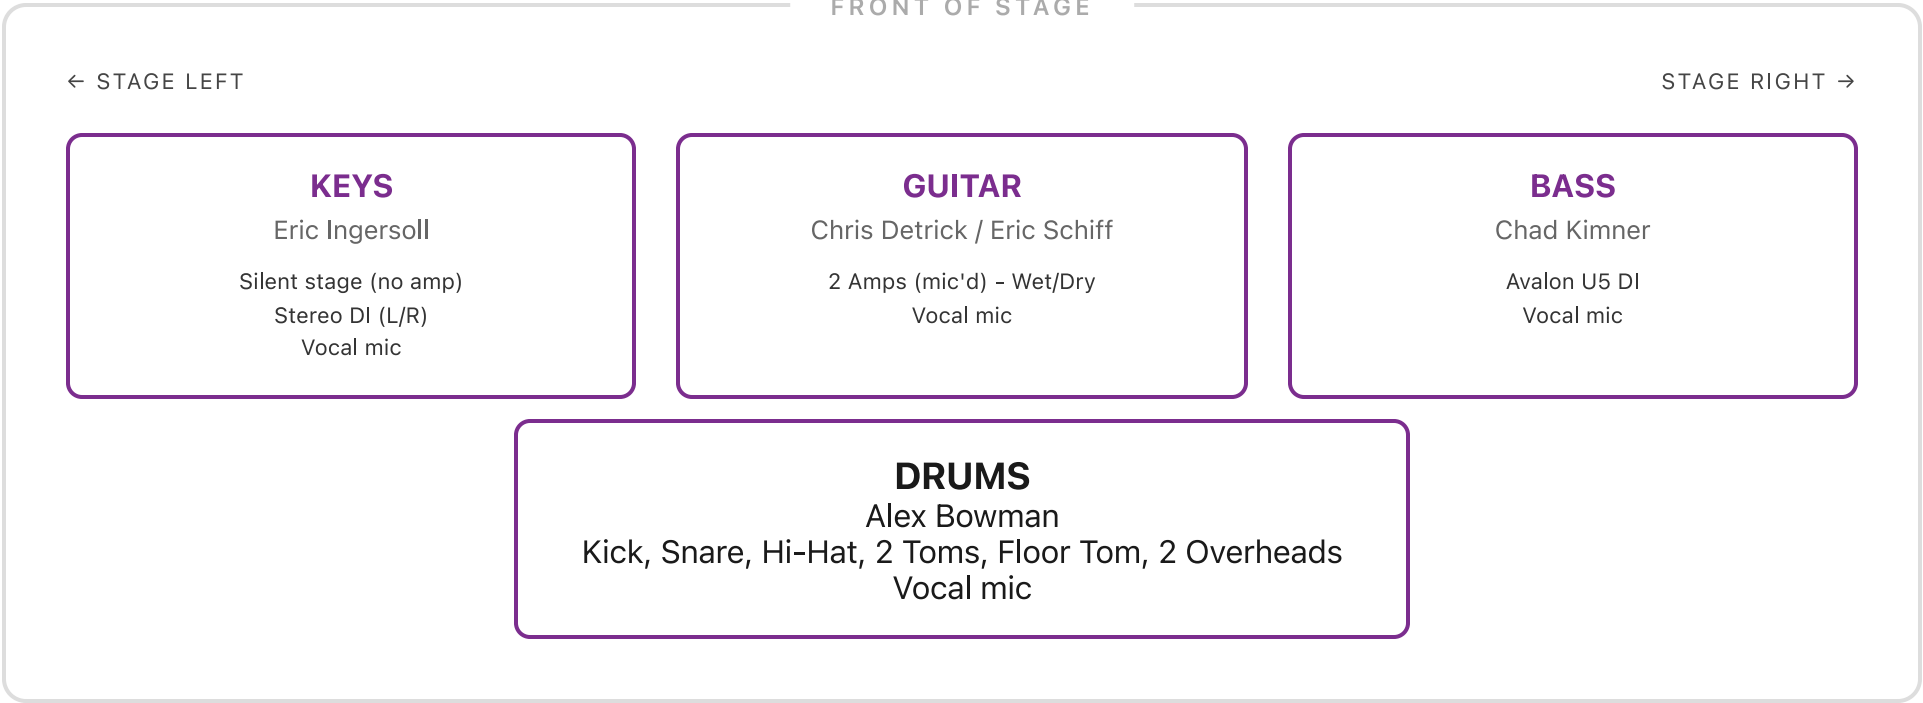 FRONT OF STAGE
← STAGE LEFT
STAGE RIGHT →
KEYS
Eric Ingersoll
Silent stage (no amp)
Stereo DI (L/R)
Vocal mic
GUITAR
Chris Detrick / Eric Schiff
2 Amps (mic'd) - Wet/Dry
Vocal mic
BASS
Chad Kimner
Avalon U5 DI
Vocal mic
DRUMS
Alex Bowman
Kick, Snare, Hi-Hat, 2 Toms, Floor Tom, 2 Overheads
Vocal mic